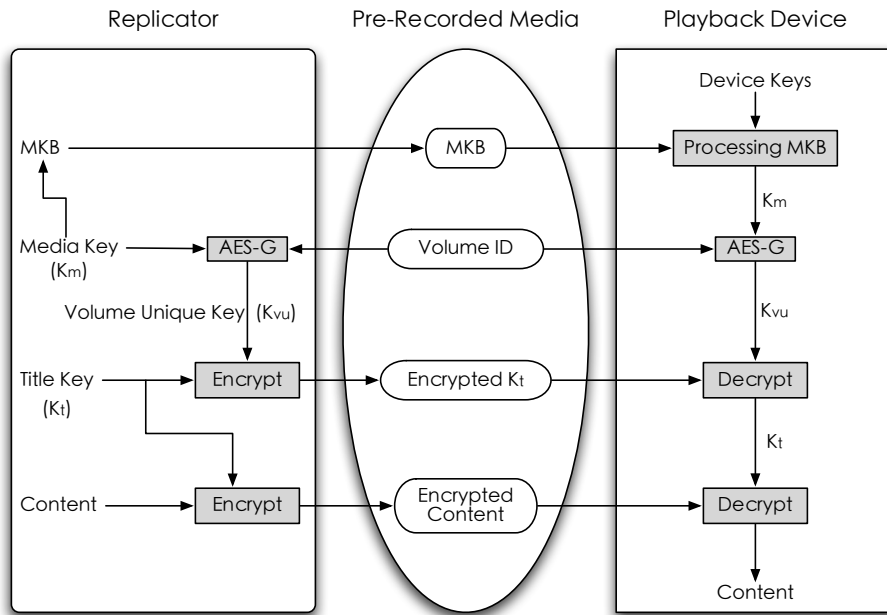 Replicator
Pre-Recorded Media
Playback Device
Device Keys
MKB
MKB
Processing MKB
Km
Media Key
(Km)
AES-G
Volume ID
AES-G
Volume Unique Key (Kvu)
Kvu
Title Key
(Kt)
Encrypt
Encrypted Kt
Decrypt
Kt
Content
Encrypt
Encrypted
Content
Decrypt
Content